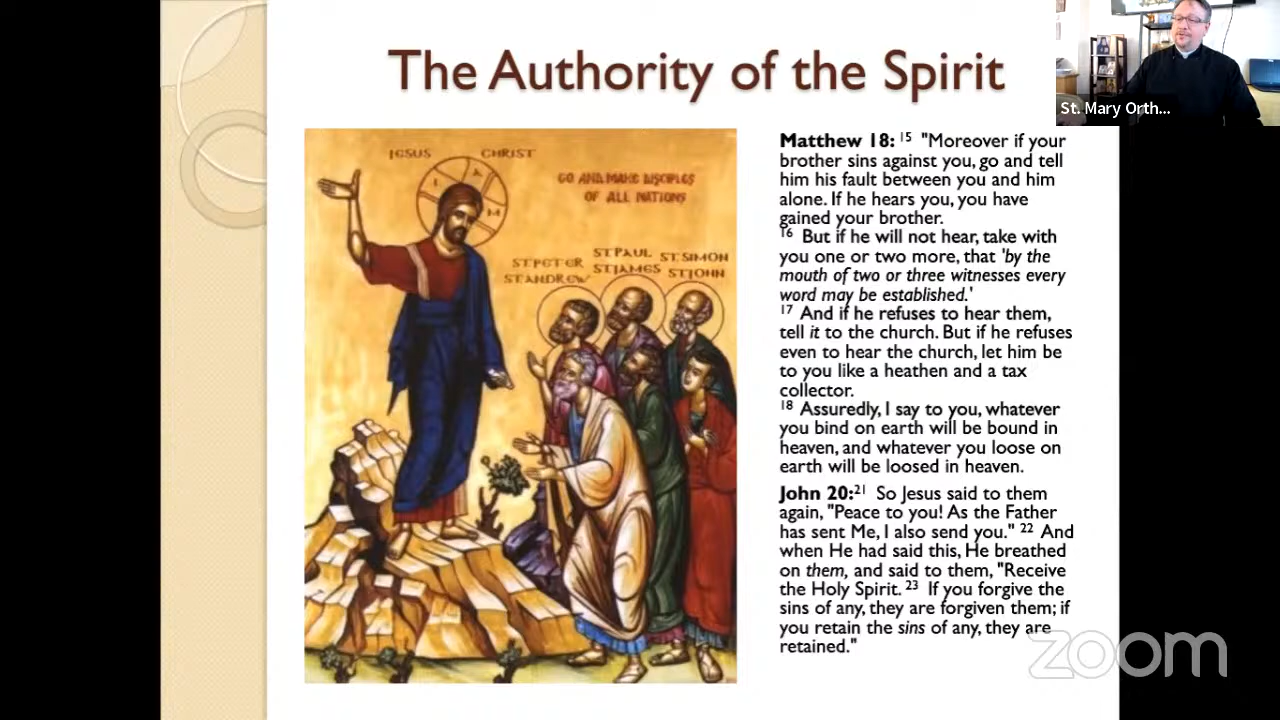 The Authority of the Spirit
St. Mary Orth...
JESUS CHRIST
I A M
GO AND MAKE DISCIPLES
OF ALL NATIONS
ST.PETER ST.PAUL ST.SIMON
ST.ANDREW ST.JAMES ST.JOHN
Matthew 18: 15 "Moreover if your
brother sins against you, go and tell
him his fault between you and him
alone. If he hears you, you have
gained your brother.
16 But if he will not hear, take with
you one or two more, that 'by the
mouth of two or three witnesses every
word may be established.'
17 And if he refuses to hear them,
tell it to the church. But if he refuses
even to hear the church, let him be
to you like a heathen and a tax
collector.
18 Assuredly, I say to you, whatever
you bind on earth will be bound in
heaven, and whatever you loose on
earth will be loosed in heaven.
John 20:21 So Jesus said to them
again, "Peace to you! As the Father
has sent Me, I also send you." 22 And
when He had said this, He breathed
on them, and said to them, "Receive
the Holy Spirit. 23 If you forgive the
sins of any, they are forgiven them; if
you retain the sins of any, they are
retained."
zoom